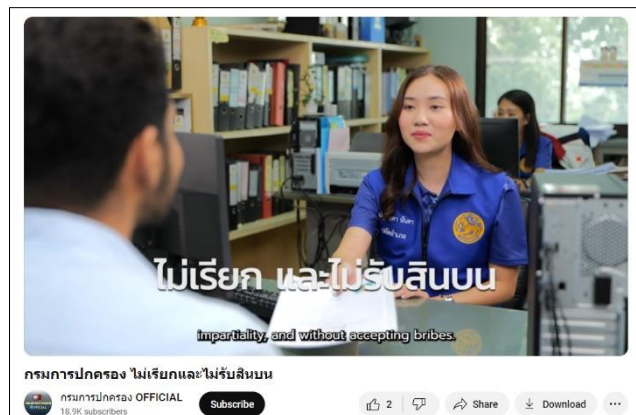 ไม่เรียก และไม่รับสินบน
impartiality, and without accepting bribes.
กรมการปกครอง ไม่เรียกและไม่รับสินบน
กรมการปกครอง OFFICIAL
18.9K subscribers
Subscribe
2
Share
Download